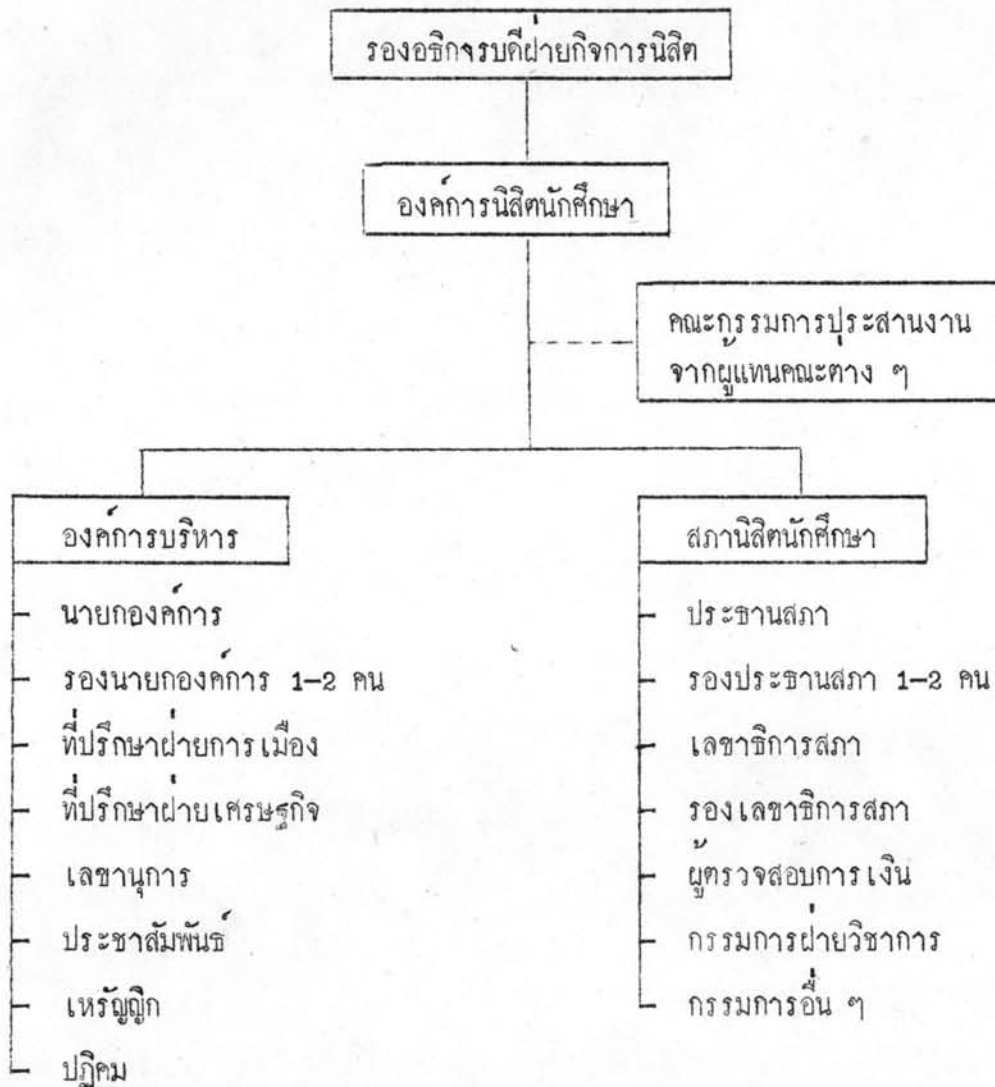 รองอธิการบดีฝ่ายกิจการนิสิต
องค์การนิสิตนักศึกษา
คณะกรรมการประสานงาน
จากผู้แทนคณะต่าง ๆ
องค์การบริหาร
นายกองค์การ
รองนายกองค์การ 1-2 คน
ที่ปรึกษาฝ่ายการเมือง
ที่ปรึกษาฝ่ายเศรษฐกิจ
เลขานุการ
ประชาสัมพันธ์
เหรัญญิก
ปฏิคม
สภานิสิตนักศึกษา
ประธานสภา
รองประธานสภา 1-2 คน
เลขาธิการสภา
รองเลขาธิการสภา
ผู้ตรวจสอบการเงิน
กรรมการฝ่ายวิชาการ
กรรมการอื่น ๆ